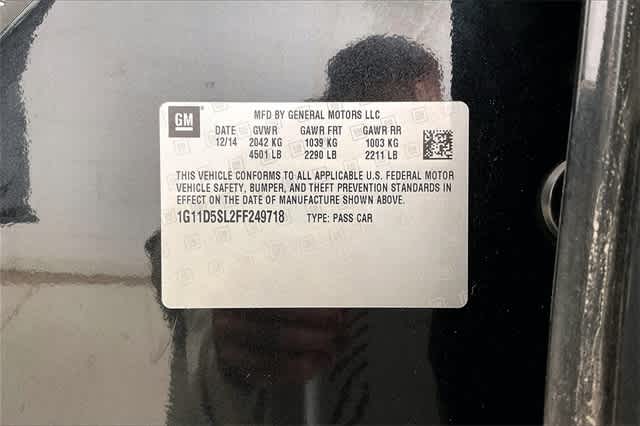 GM
MFD BY GENERAL MOTORS LLC
DATE GVWR GAWR FRT GAWR RR
12/14 2042 KG 1039 KG 1003 KG
4501 LB 2290 LB 2211 LB
THIS VEHICLE CONFORMS TO ALL APPLICABLE U.S. FEDERAL MOTOR
VEHICLE SAFETY, BUMPER, AND THEFT PREVENTION STANDARDS IN
EFFECT ON THE DATE OF MANUFACTURE SHOWN ABOVE.
1G11D5SL2FF249718 TYPE: PASS CAR